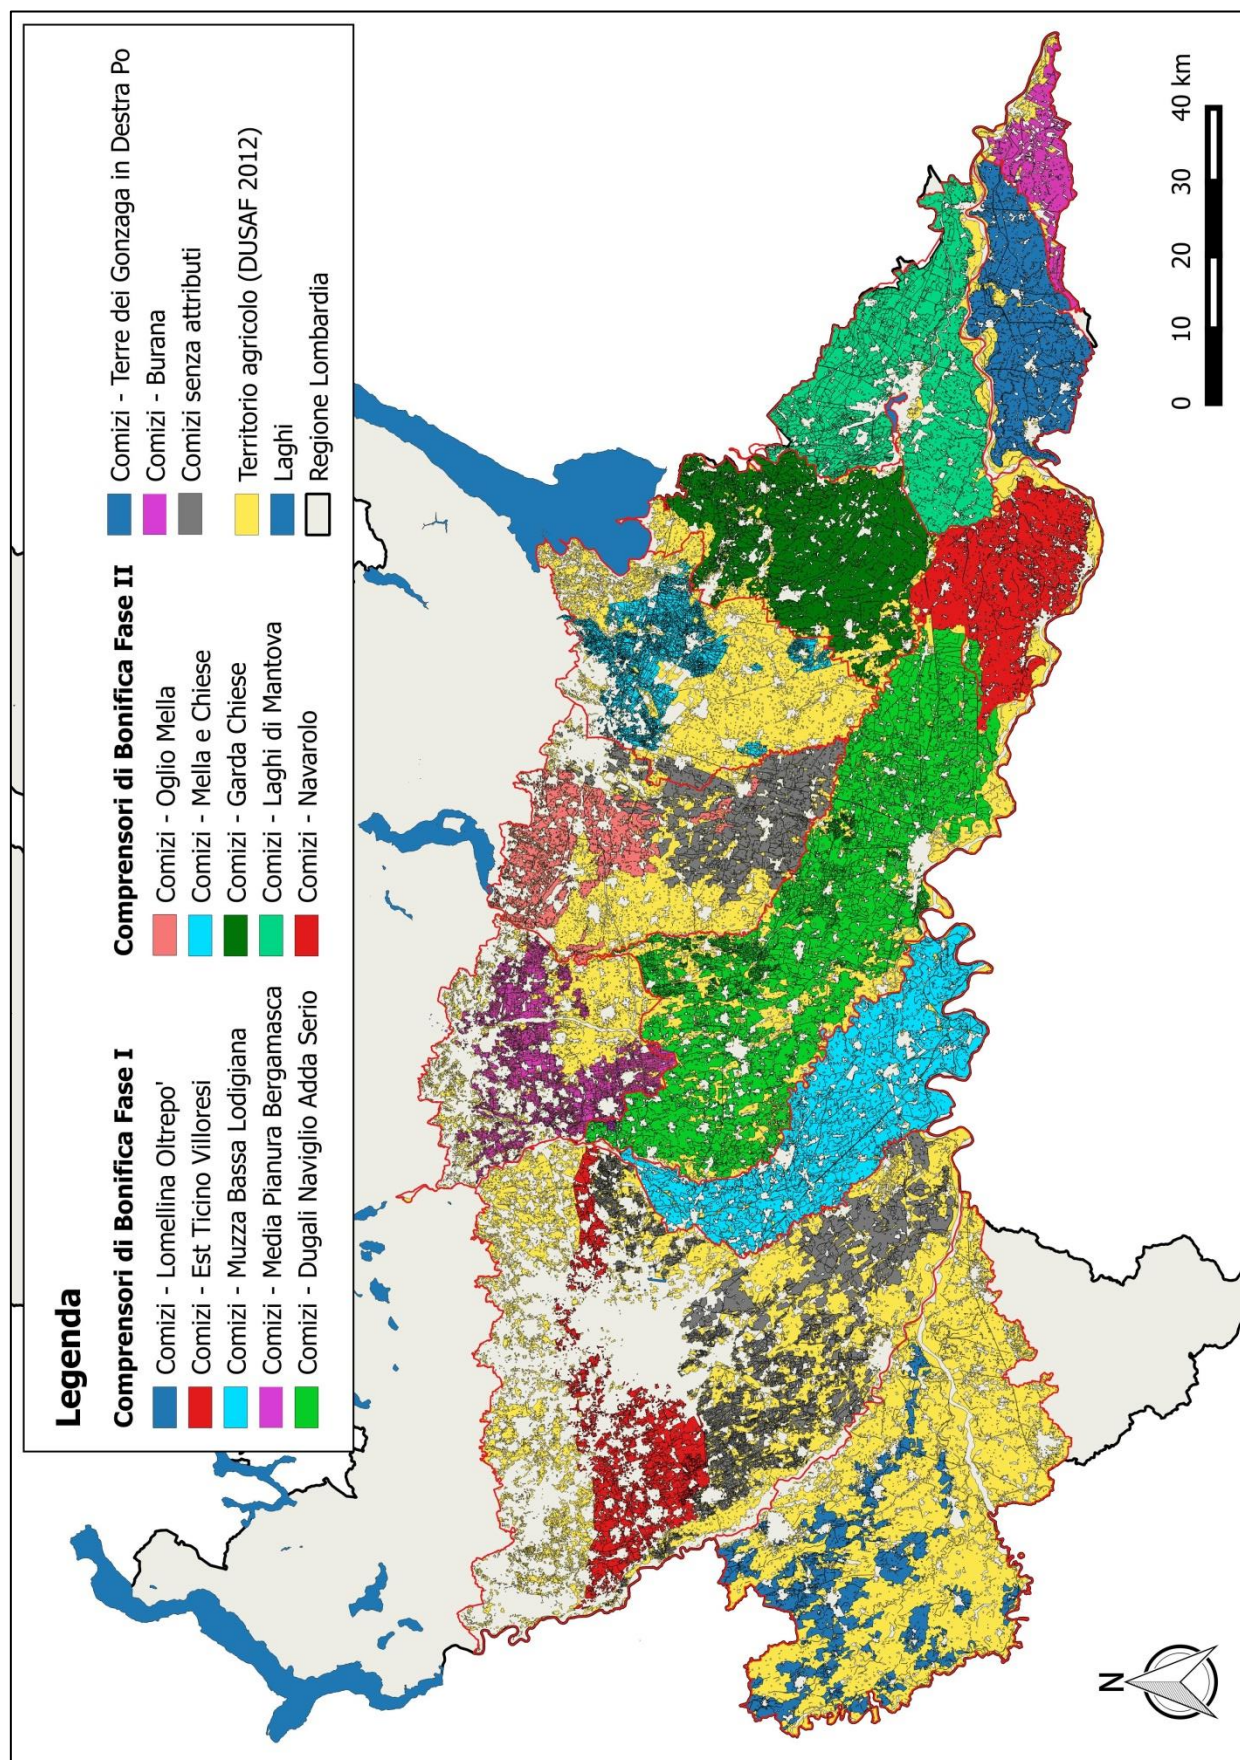 Legenda
Comprensori di Bonifica Fase I
Comizi - Lomellina Oltrepo'
Comizi - Est Ticino Villoresi
Comizi - Muzza Bassa Lodigiana
Comizi - Media Pianura Bergamasca
Comizi - Dugali Naviglio Adda Serio
Comprensori di Bonifica Fase II
Comizi - Oglio Mella
Comizi - Mella e Chiese
Comizi - Garda Chiese
Comizi - Laghi di Mantova
Comizi - Navarolo
Comizi - Terre dei Gonzaga in Destra Po
Comizi - Burana
Comizi senza attributi
Territorio agricolo (DUSAF 2012)
Laghi
Regione Lombardia
N
0 10 20 30 40 km